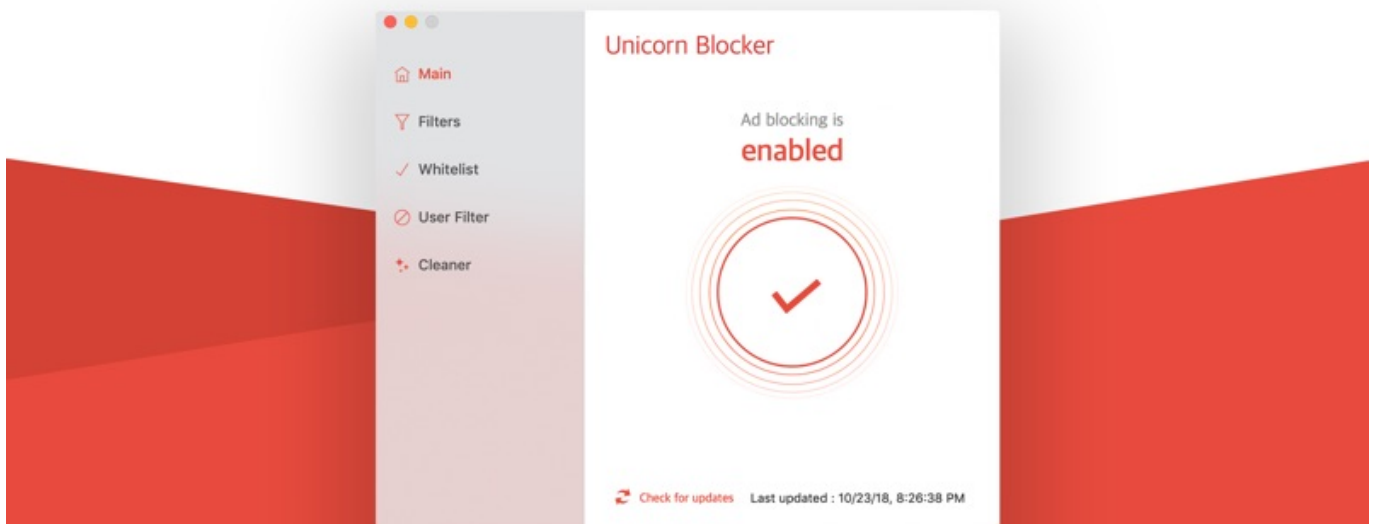 Unicorn Blocker
Main
Filters
Whitelist
User Filter
Cleaner
Ad blocking is
enabled
Check for updates Last updated : 10/23/18, 8:26:38 PM